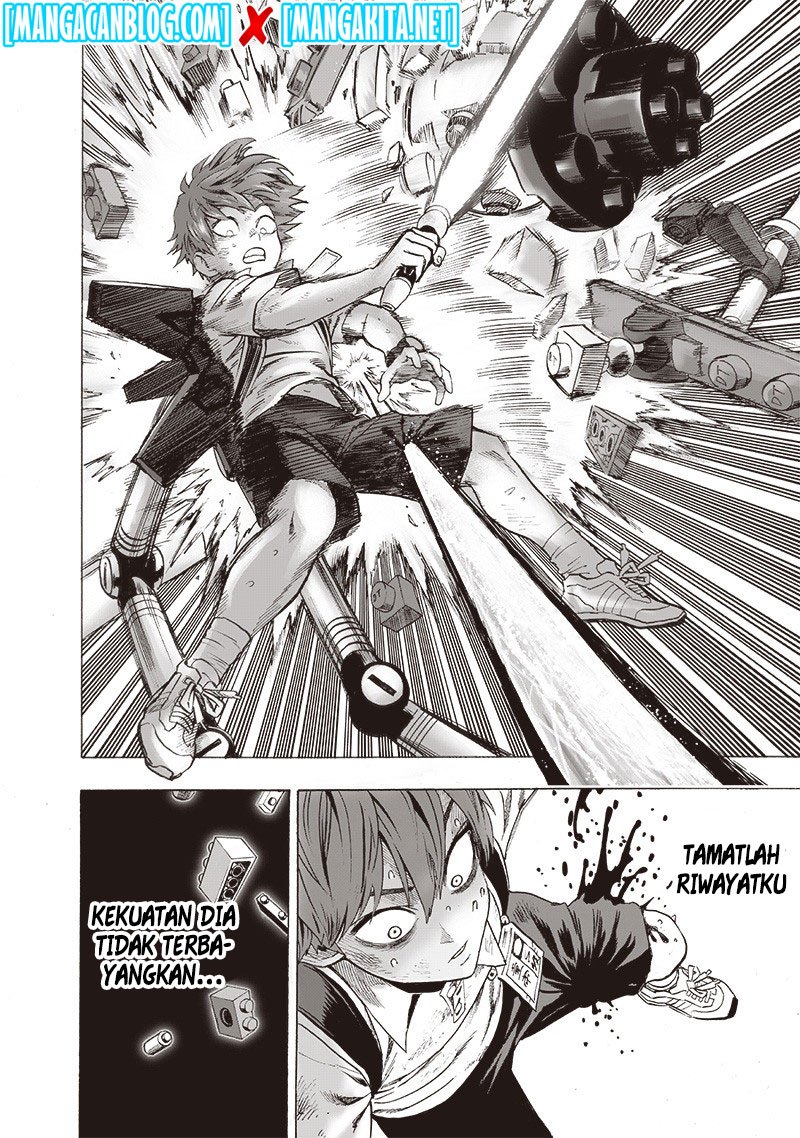 [MANGACANBLOG.COM] X [MANGAKITA.NET]
TAMATLAH
RIWAYATKU
KEKUATAN DIA
TIDAK TERBA-
YANGKAN...